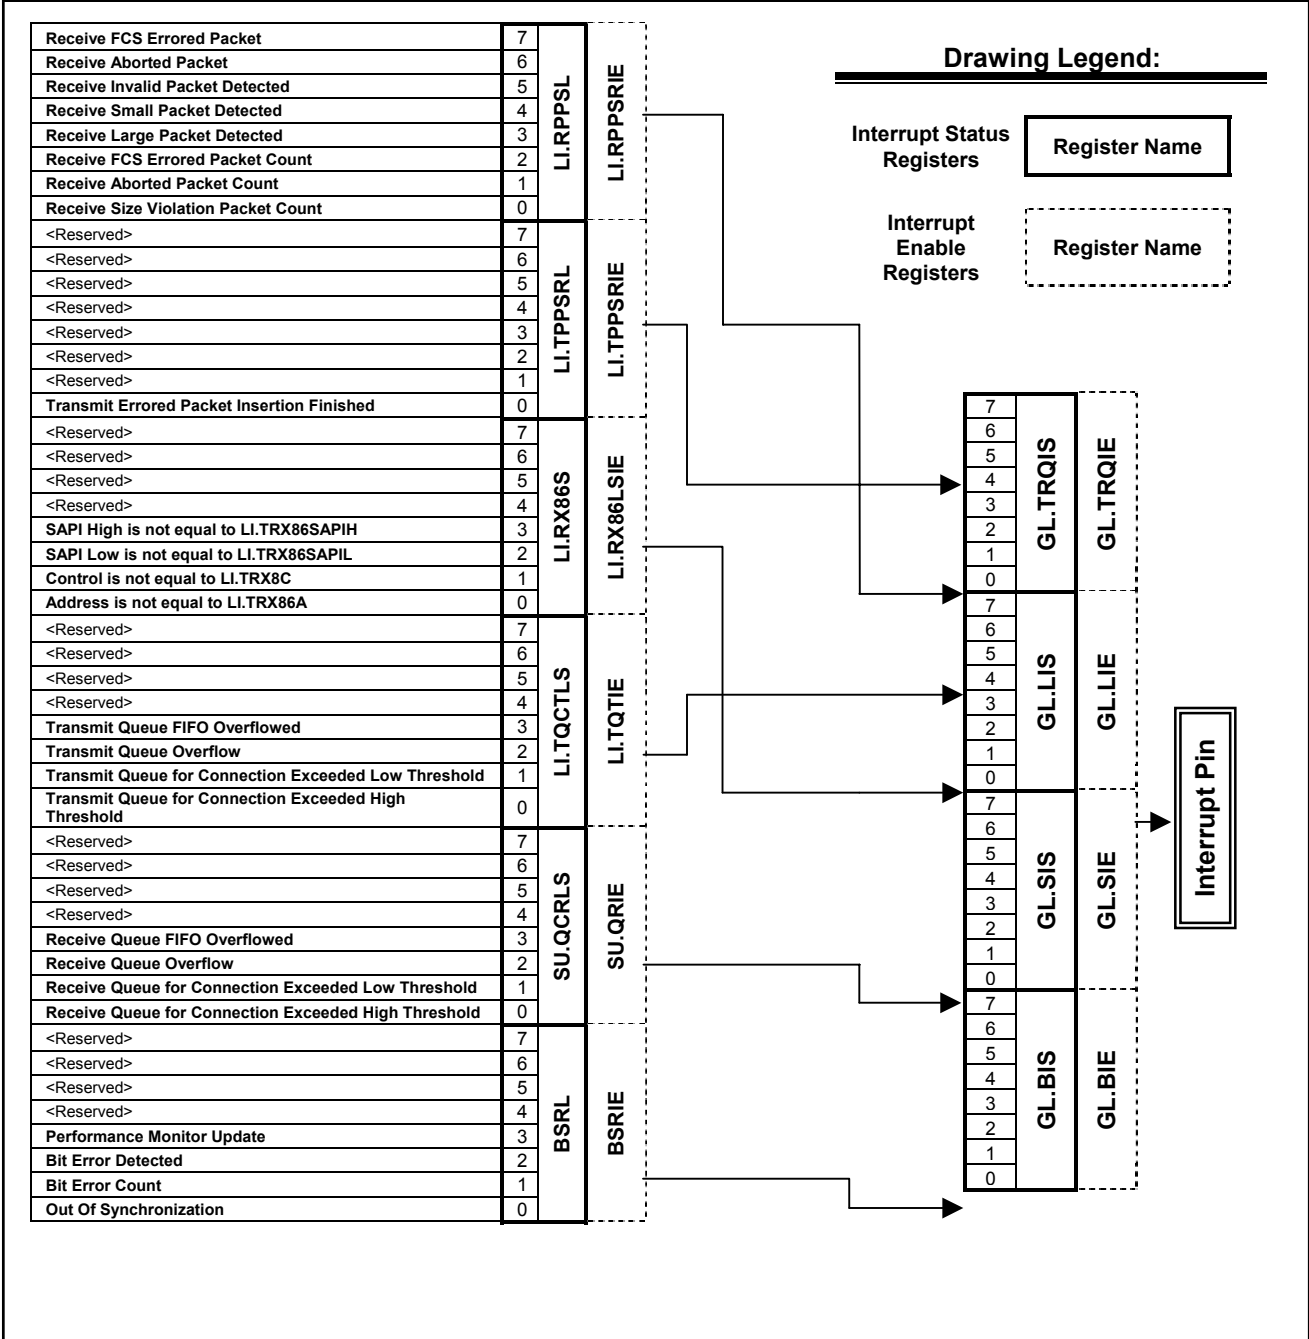 Receive FCS Errored Packet 7
Receive Aborted Packet 6
Receive Invalid Packet Detected 5
Receive Small Packet Detected 4
Receive Large Packet Detected 3
Receive FCS Errored Packet Count 2
Receive Aborted Packet Count 1
Receive Size Violation Packet Count 0
LI.RPPSL
LI.RPPSRIE
<Reserved> 7
<Reserved> 6
<Reserved> 5
<Reserved> 4
<Reserved> 3
<Reserved> 2
<Reserved> 1
Transmit Errored Packet Insertion Finished 0
LI.TPPSRL
LI.TPPSRIE
<Reserved> 7
<Reserved> 6
<Reserved> 5
<Reserved> 4
SAPI High is not equal to LI.TRX86SAPIH 3
SAPI Low is not equal to LI.TRX86SAPIL 2
Control is not equal to LI.TRX8C 1
Address is not equal to LI.TRX86A 0
LI.RX86S
LI.RX86LSIE
<Reserved> 7
<Reserved> 6
<Reserved> 5
<Reserved> 4
Transmit Queue FIFO Overflowed 3
Transmit Queue Overflow 2
Transmit Queue for Connection Exceeded Low Threshold 1
Transmit Queue for Connection Exceeded High
Threshold 0
LI.TQCTLS
LI.TQTIE
<Reserved> 7
<Reserved> 6
<Reserved> 5
<Reserved> 4
Receive Queue FIFO Overflowed 3
Receive Queue Overflow 2
Receive Queue for Connection Exceeded Low Threshold 1
Receive Queue for Connection Exceeded High Threshold 0
SU.QCRLS
SU.QRIE
<Reserved> 7
<Reserved> 6
<Reserved> 5
<Reserved> 4
Performance Monitor Update 3
Bit Error Detected 2
Bit Error Count 1
Out Of Synchronization 0
BSRL
BSRIE
Drawing Legend:
Interrupt Status
Registers
Register Name
Interrupt
Enable
Registers
Register Name
7
6
5
4
3
2
1
0
GL.TRQIS
GL.TRQIE
7
6
5
4
3
2
1
0
GL.LIS
GL.LIE
7
6
5
4
3
2
1
0
GL.SIS
GL.SIE
7
6
5
4
3
2
1
0
GL.BIS
GL.BIE
Interrupt Pin